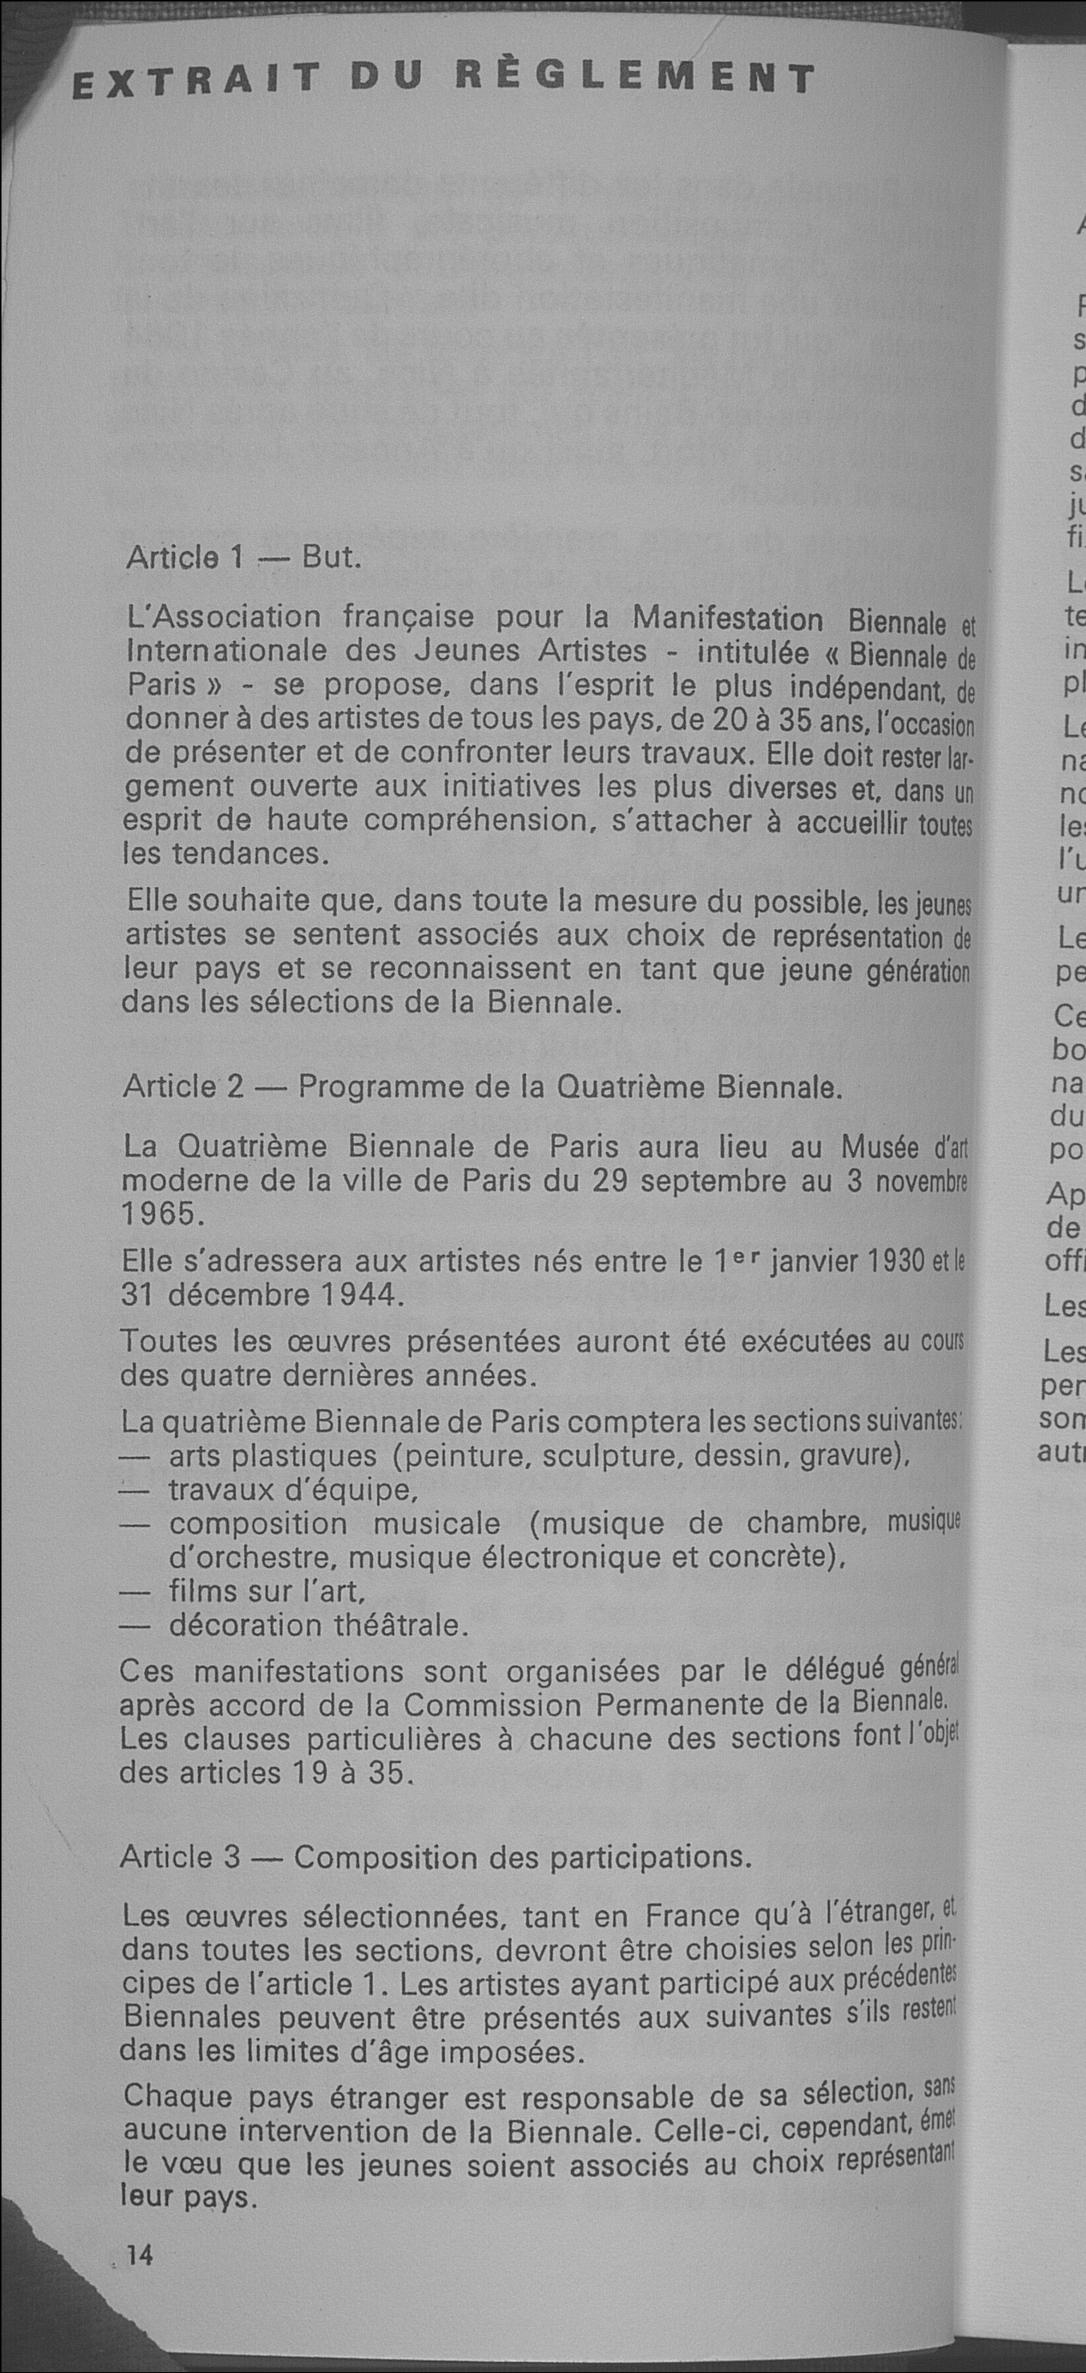 EXTRAIT DU RÈGLEMENT
Article 1 — But.
L'Association française pour la Manifestation Biennale et
Internationale des Jeunes Artistes - intitulée « Biennale de
Paris » - se propose, dans l'esprit le plus indépendant, de
donner à des artistes de tous les pays, de 20 à 35 ans, l'occasion
de présenter et de confronter leurs travaux. Elle doit rester lar-
gement ouverte aux initiatives les plus diverses et, dans un
esprit de haute compréhension, s'attacher à accueillir toutes
les tendances.
Elle souhaite que, dans toute la mesure du possible, les jeunes
artistes se sentent associés aux choix de représentation de
leur pays et se reconnaissent en tant que jeune génération
dans les sélections de la Biennale.
Article 2 — Programme de la Quatrième Biennale.
La Quatrième Biennale de Paris aura lieu au Musée d'art
moderne de la ville de Paris du 29 septembre au 3 novembre
1965.
Elle s'adressera aux artistes nés entre le 1er janvier 1930 et le
31 décembre 1944.
Toutes les œuvres présentées auront été exécutées au cours
des quatre dernières années.
La quatrième Biennale de Paris comptera les sections suivantes:
— arts plastiques (peinture, sculpture, dessin, gravure),
— travaux d'équipe,
— composition musicale (musique de chambre, musique
d'orchestre, musique électronique et concrète),
— films sur l'art,
— décoration théâtrale.
Ces manifestations sont organisées par le délégué général
après accord de la Commission Permanente de la Biennale.
Les clauses particulières à chacune des sections font l'objet
des articles 19 à 35.
Article 3 — Composition des participations.
Les œuvres sélectionnées, tant en France qu'à l'étranger, et
dans toutes les sections, devront être choisies selon les prin-
cipes de l'article 1. Les artistes ayant participé aux précédentes
Biennales peuvent être présentés aux suivantes s'ils restent
dans les limites d'âge imposées.
Chaque pays étranger est responsable de sa sélection, sans
aucune intervention de la Biennale. Celle-ci, cependant, émet
le vœu que les jeunes soient associés au choix représentant
leur pays.
14